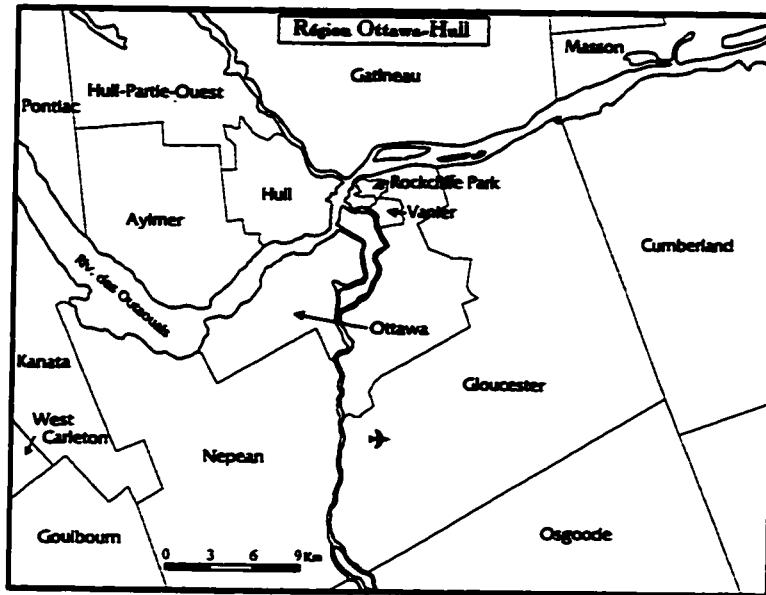 Région Ottawa-Hull
Masson
Gatineau
Hull-Partie-Ouest
Pontiac
Rockcliffe Park
Hull
Vanier
Aylmer
Cumberland
Riv. des Outaouais
Ottawa
Kanata
Gloucester
West
Carleton
Nepean
Goulbourn
Osgoode
0 3 6 9 Km